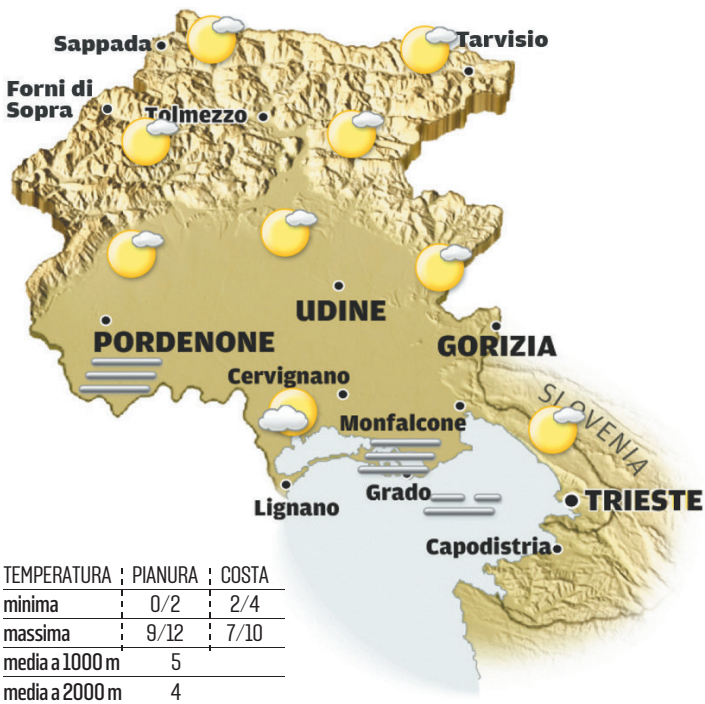 Sappada
Tarvisio
Forni di
Sopra
Tolmezzo
UDINE
PORDENONE
GORIZIA
Cervignano
SLOVENIA
Monfalcone
Grado
Lignano
TRIESTE
Capodistria
TEMPERATURA PIANURA COSTA
minima 0/2 2/4
massima 9/12 7/10
media a 1000 m 5
media a 2000 m 4